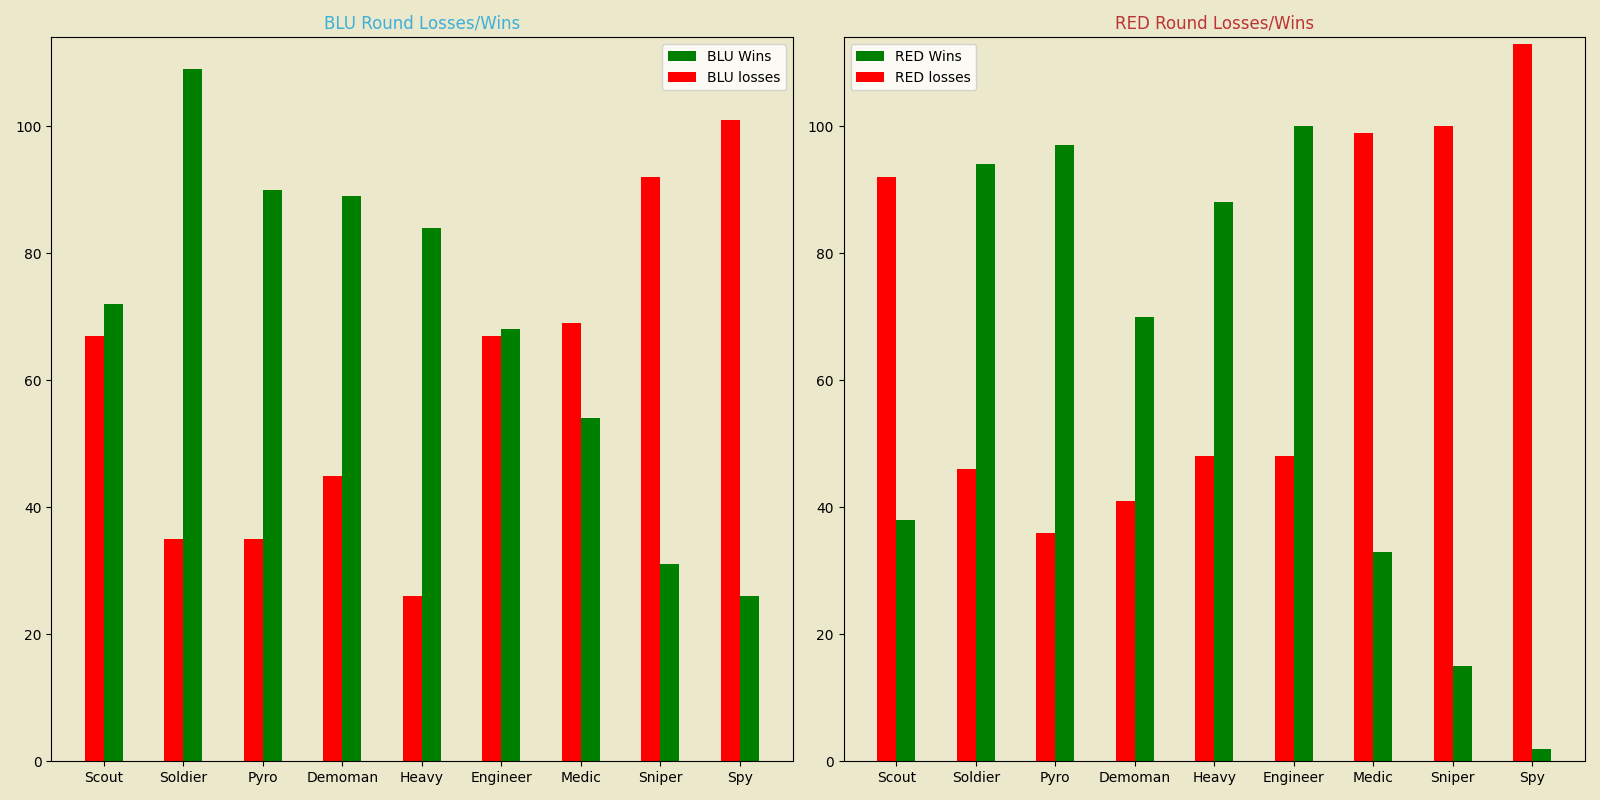 BLU Round Losses/Wins
BLU Wins
BLU losses
100
80
60
40
20
0
Scout Soldier Pyro Demoman Heavy Engineer Medic Sniper Spy
RED Round Losses/Wins
RED Wins
RED losses
100
80
60
40
20
0
Scout Soldier Pyro Demoman Heavy Engineer Medic Sniper Spy